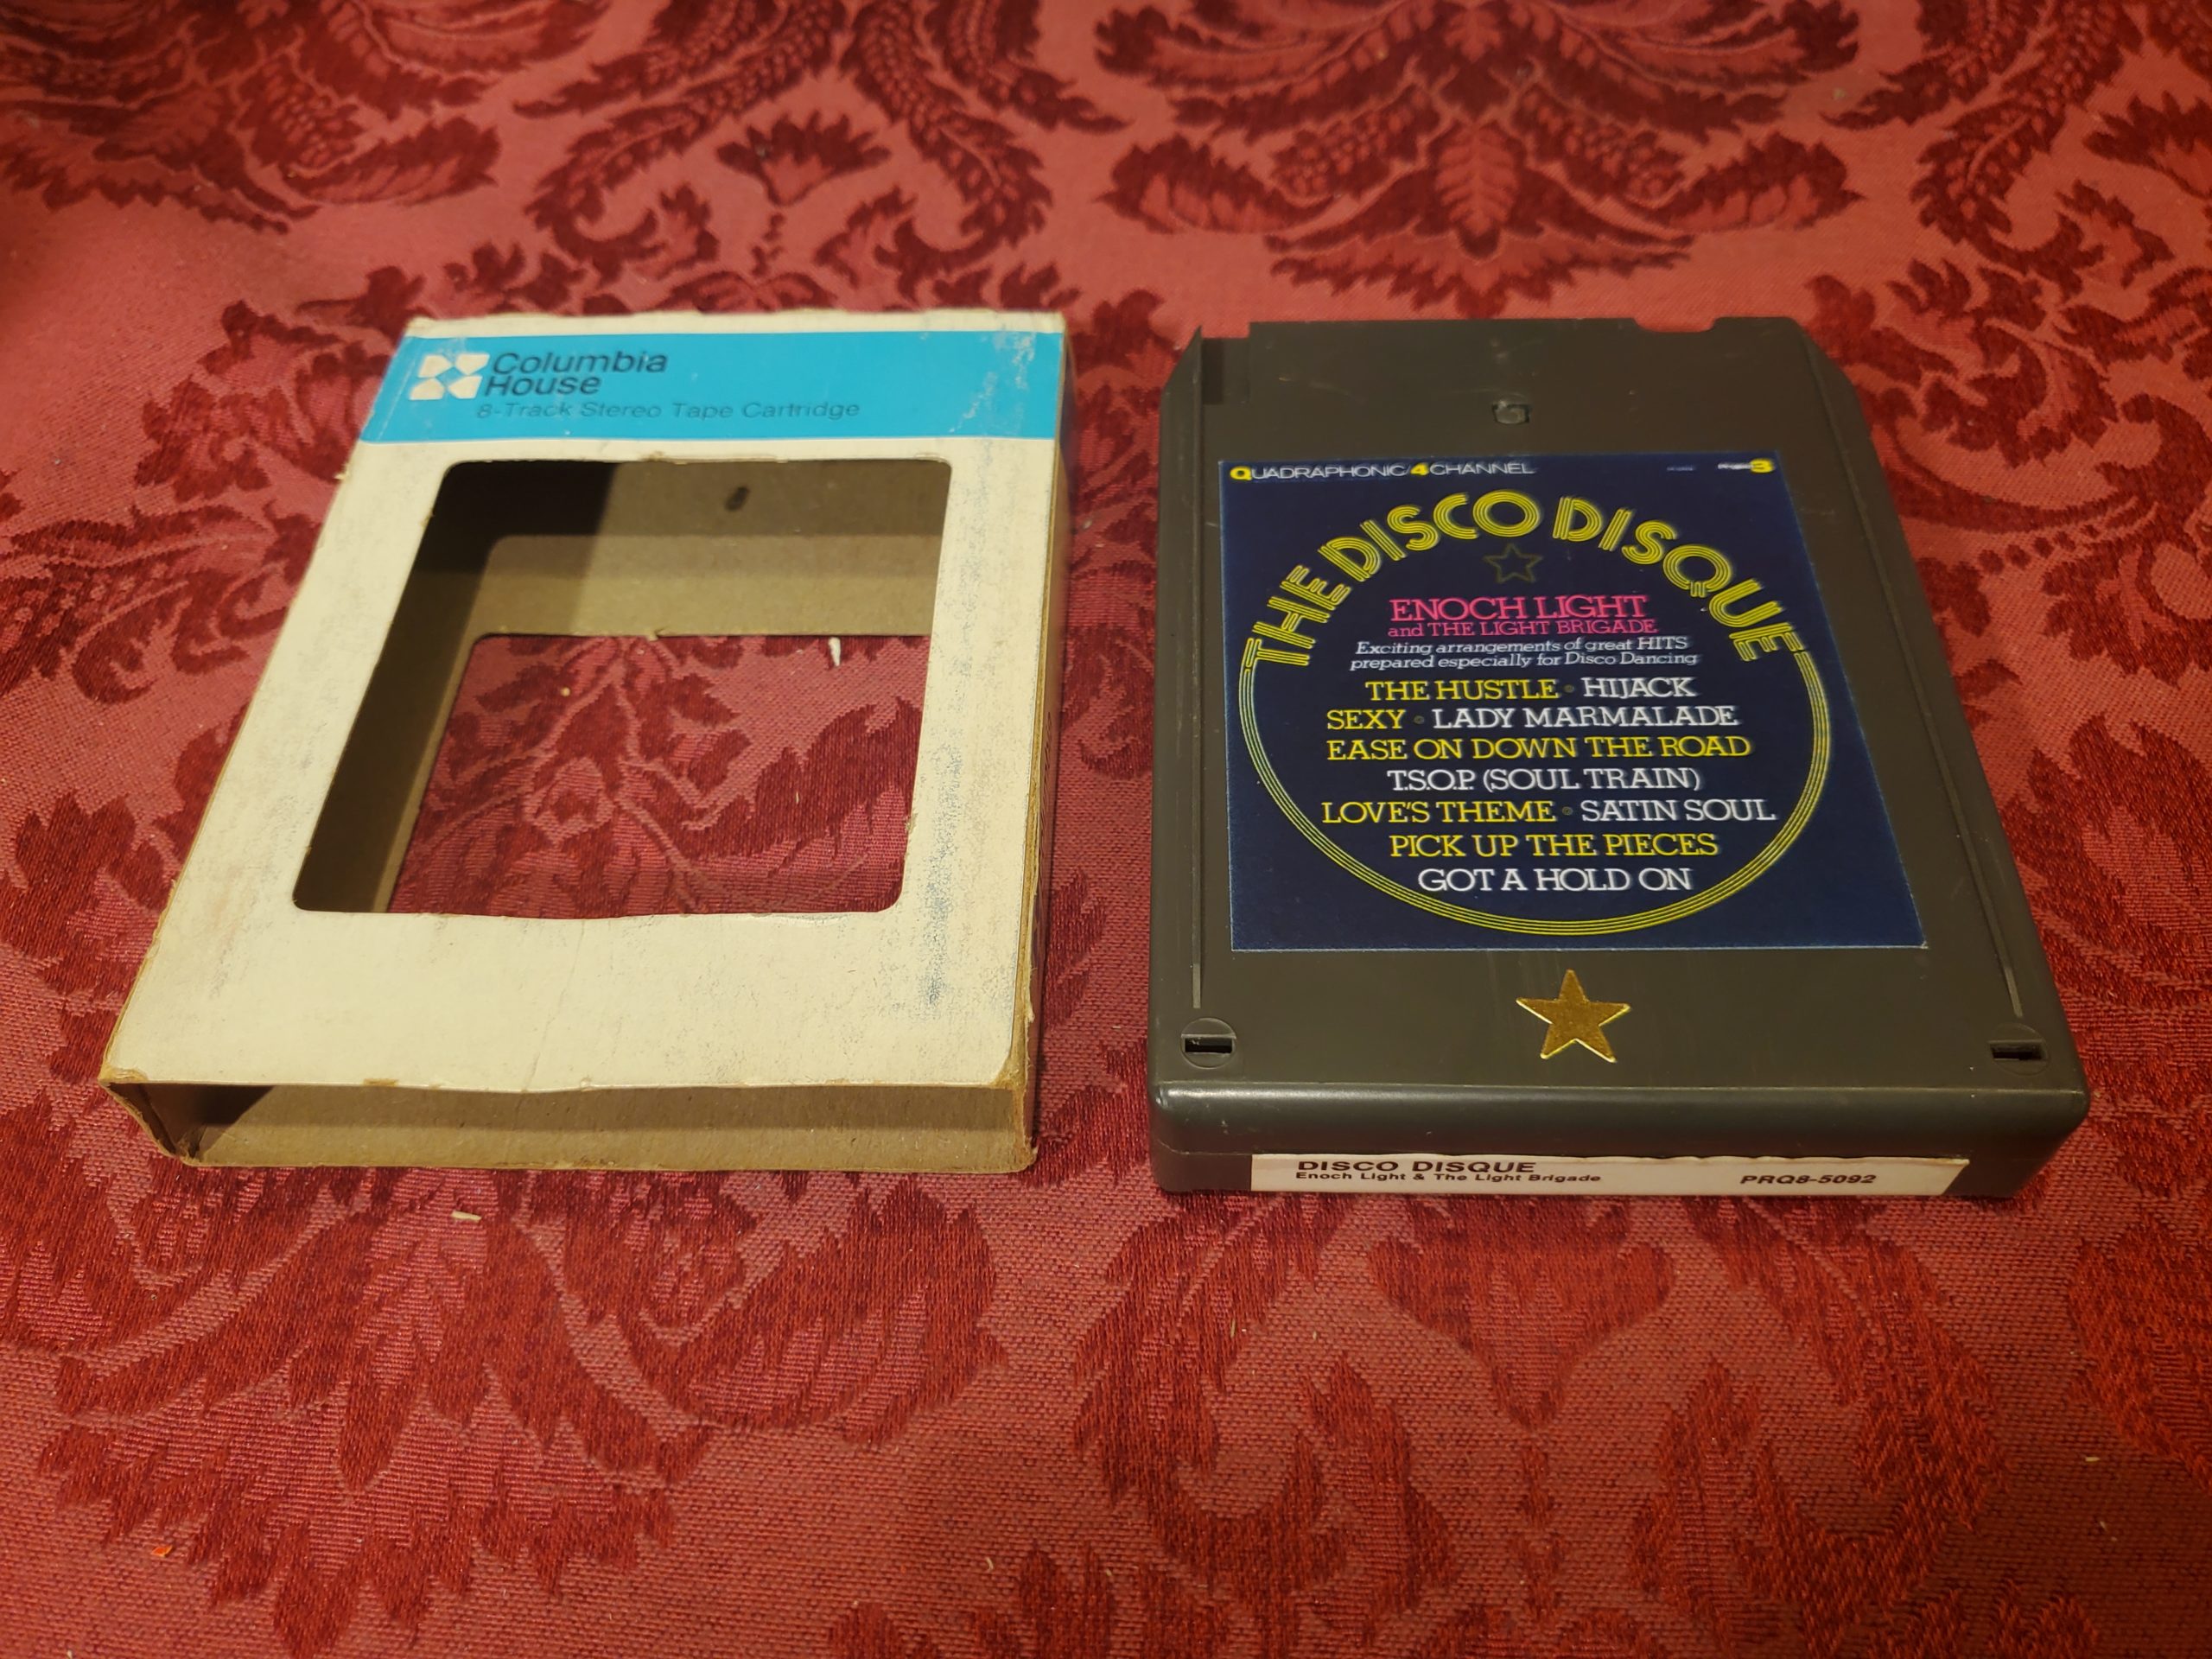 Columbia
House
8-Track Stereo Tape Cartridge
QUADRAPHONIC/4 CHANNEL
THE DISCO DISQUE
ENOCH LIGHT
and THE LIGHT BRIGADE
Exciting arrangements of great HITS
prepared especially for Disco Dancing
THE HUSTLE • HIJACK
SEXY • LADY MARMALADE
EASE ON DOWN THE ROAD
T.S.O.P. (SOUL TRAIN)
LOVE'S THEME • SATIN SOUL
PICK UP THE PIECES
GOT A HOLD ON
DISCO DISQUE
Enoch Light & The Light Brigade
PRQ8-5092